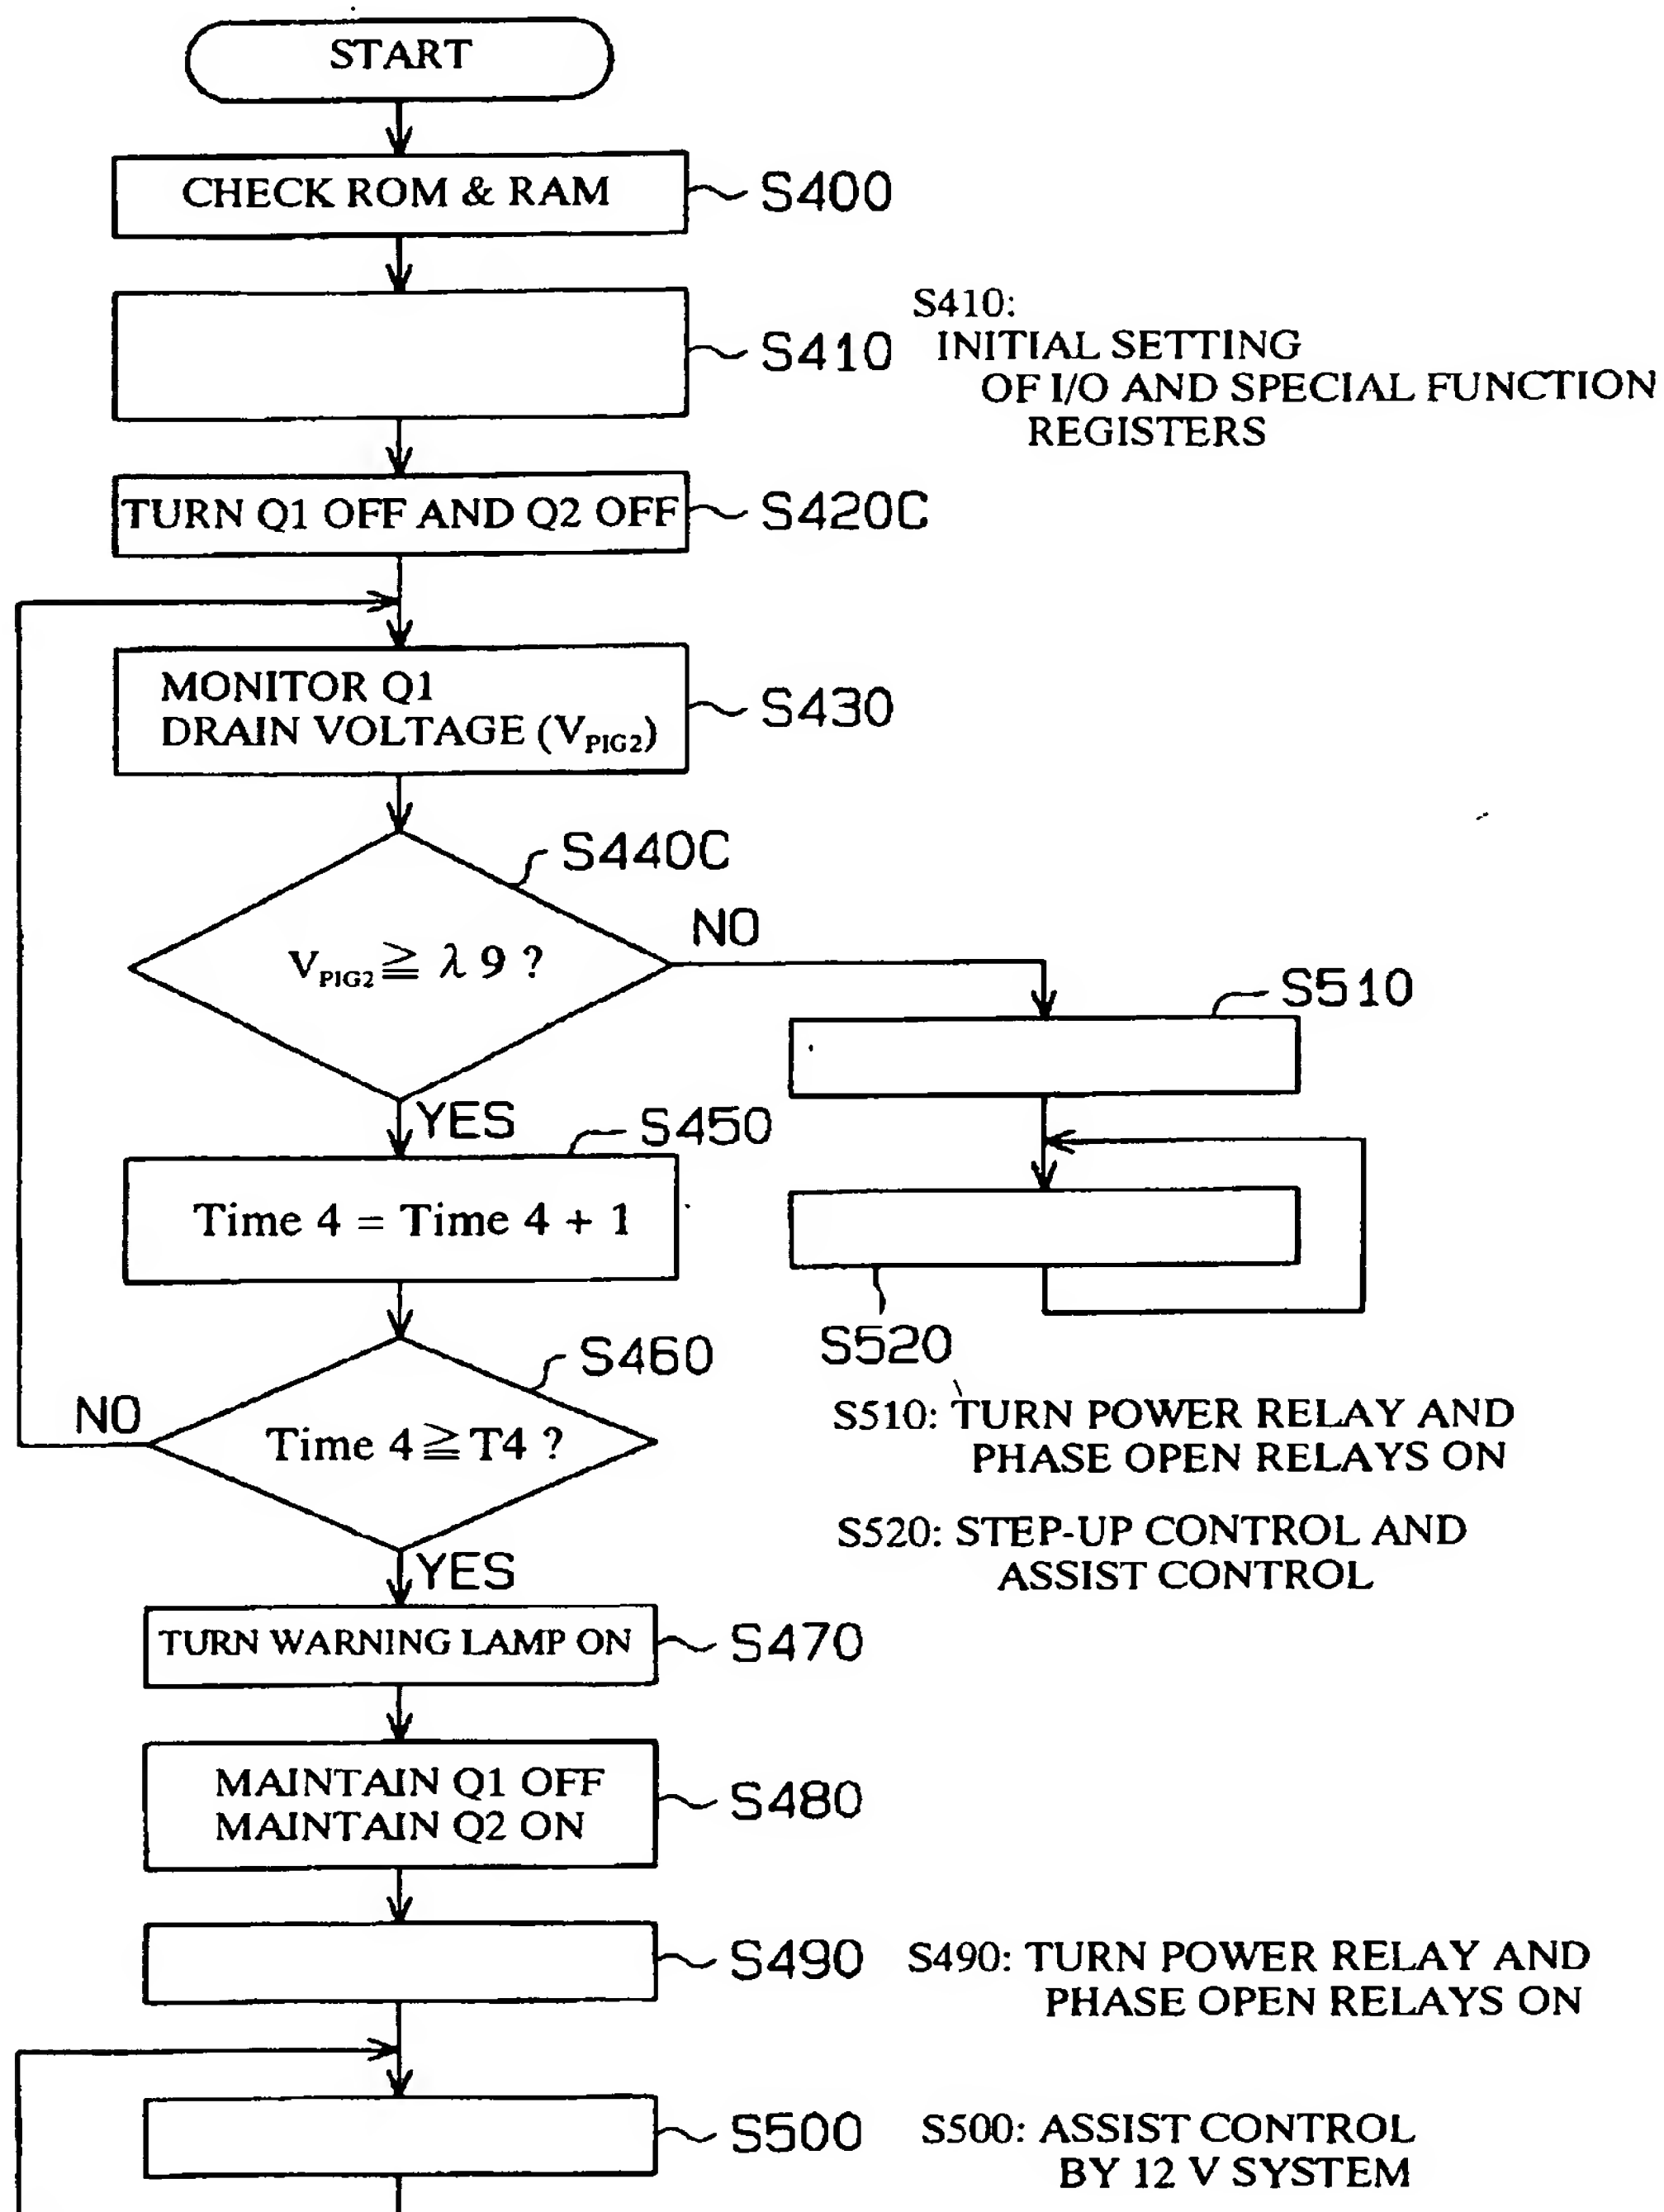 START
CHECK ROM & RAM
S400
S410
S410:
INITIAL SETTING
OF I/O AND SPECIAL FUNCTION
REGISTERS
TURN Q1 OFF AND Q2 OFF
S420C
MONITOR Q1
DRAIN VOLTAGE (VPIG2)
S430
S440C
VPIG2 ≧ λ 9 ?
NO
S510
YES
S450
Time 4 = Time 4 + 1
S520
S460
NO
Time 4 ≧ T4 ?
S510: TURN POWER RELAY AND
PHASE OPEN RELAYS ON
S520: STEP-UP CONTROL AND
ASSIST CONTROL
YES
TURN WARNING LAMP ON
S470
MAINTAIN Q1 OFF
MAINTAIN Q2 ON
S480
S490
S490: TURN POWER RELAY AND
PHASE OPEN RELAYS ON
S500
S500: ASSIST CONTROL
BY 12 V SYSTEM